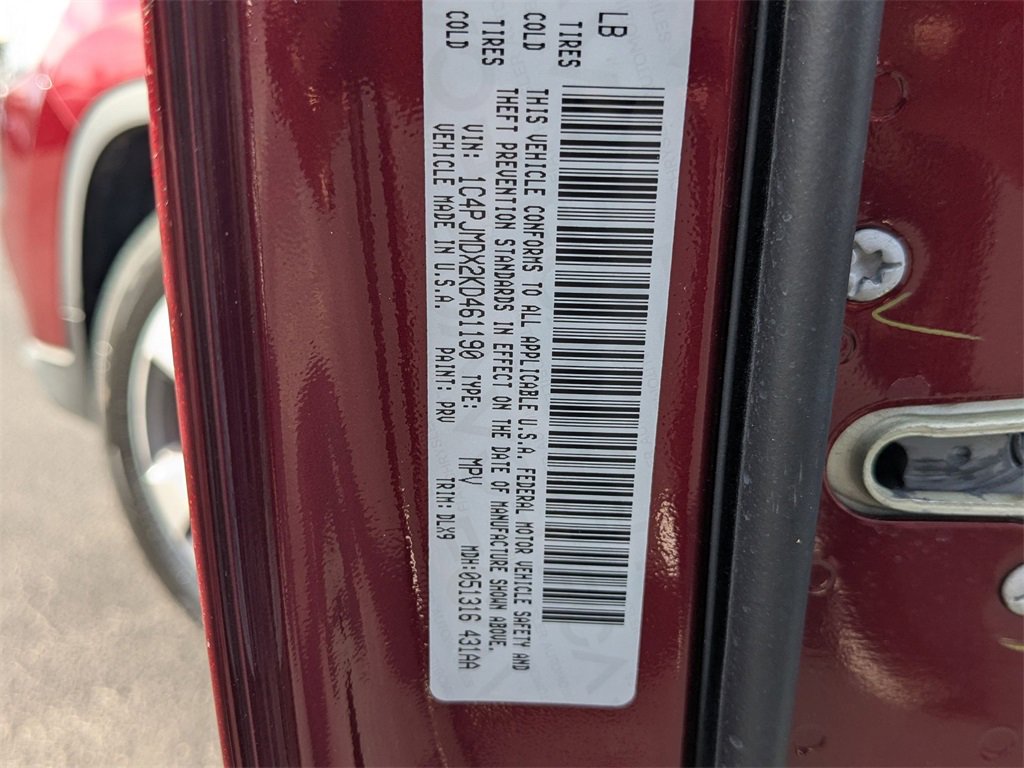 LB
TIRES COLD
TIRES COLD
THIS VEHICLE CONFORMS TO ALL APPLICABLE U.S.A. FEDERAL MOTOR VEHICLE SAFETY AND
THEFT PREVENTION STANDARDS IN EFFECT ON THE DATE OF MANUFACTURE SHOWN ABOVE.
VIN: 1C4PJMDX2KD461190 TYPE: MPV MDH:051316 431AA
VEHICLE MADE IN U.S.A. PAINT: PRV TRIM: DLX9